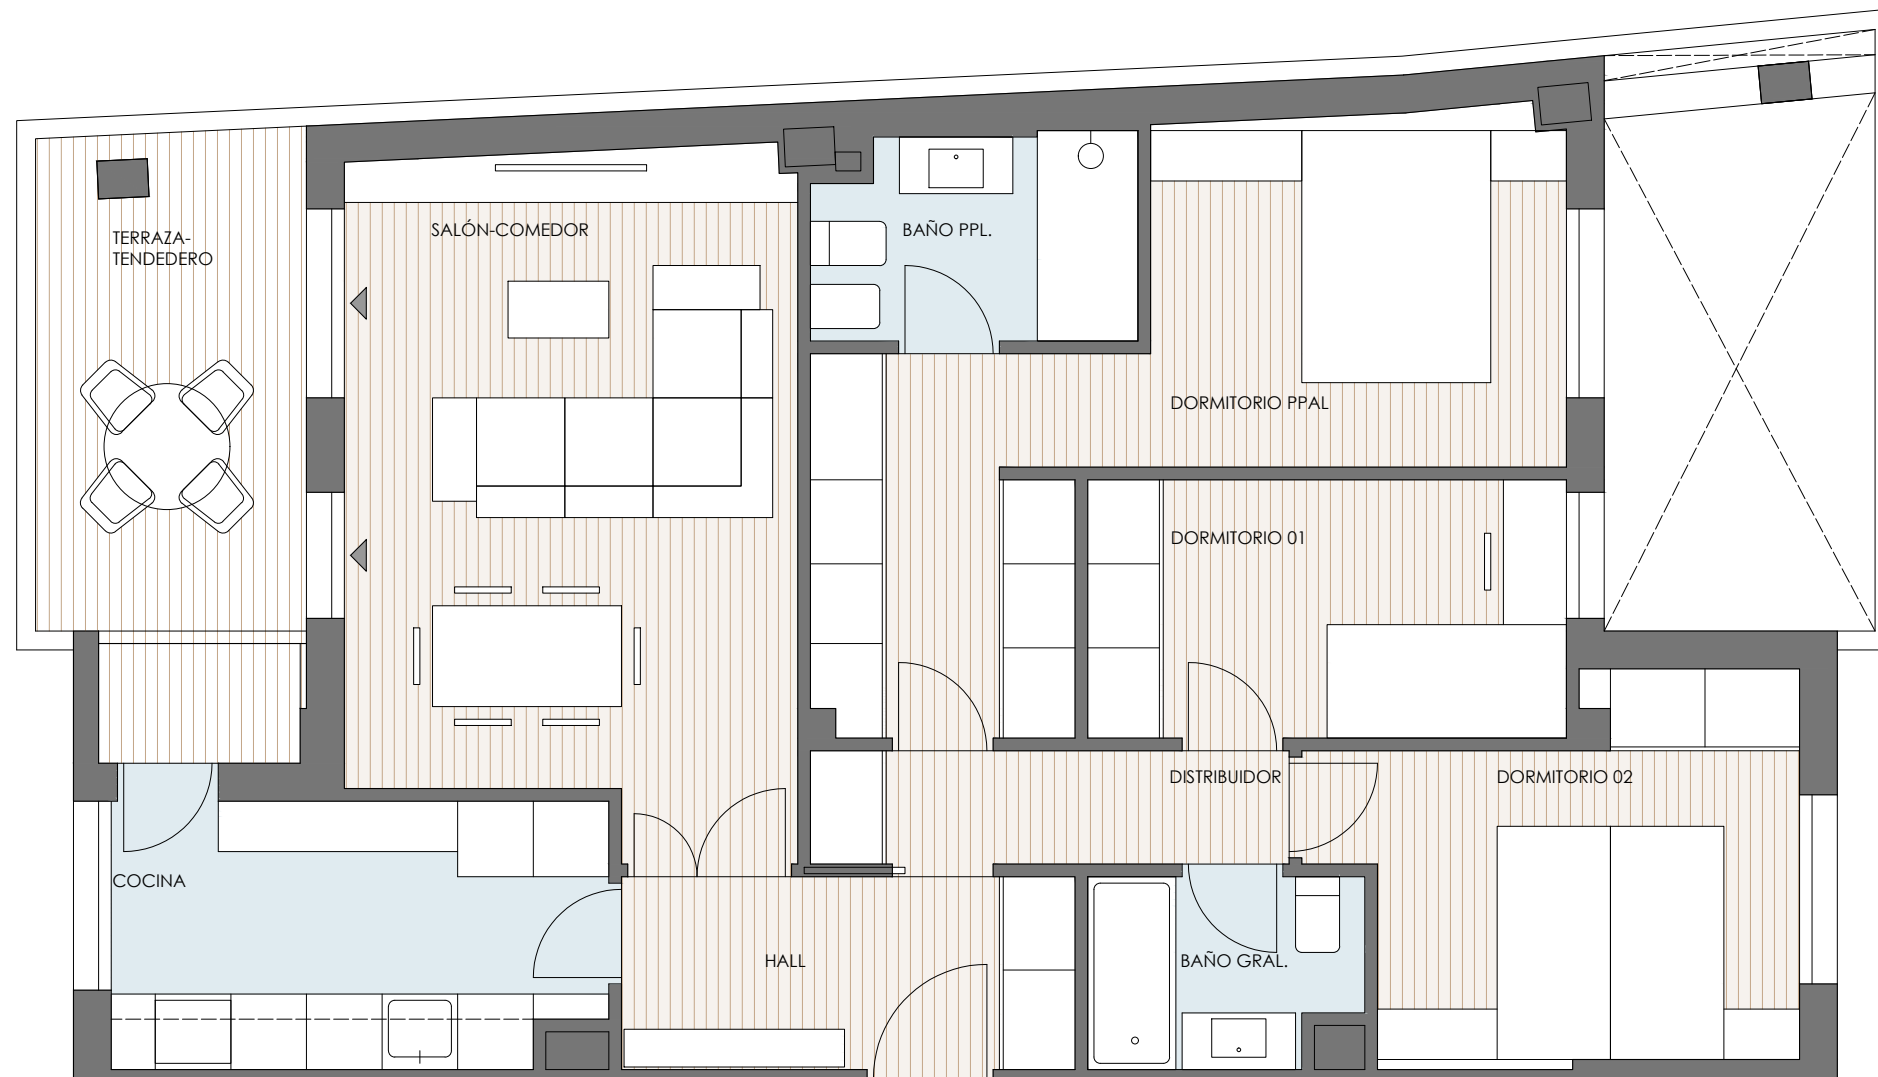 TERRAZA-
TENDEDERO
SALÓN-COMEDOR
BAÑO PPL.
DORMITORIO PPAL
DORMITORIO 01
DISTRIBUIDOR
DORMITORIO 02
COCINA
HALL
BAÑO GRAL.